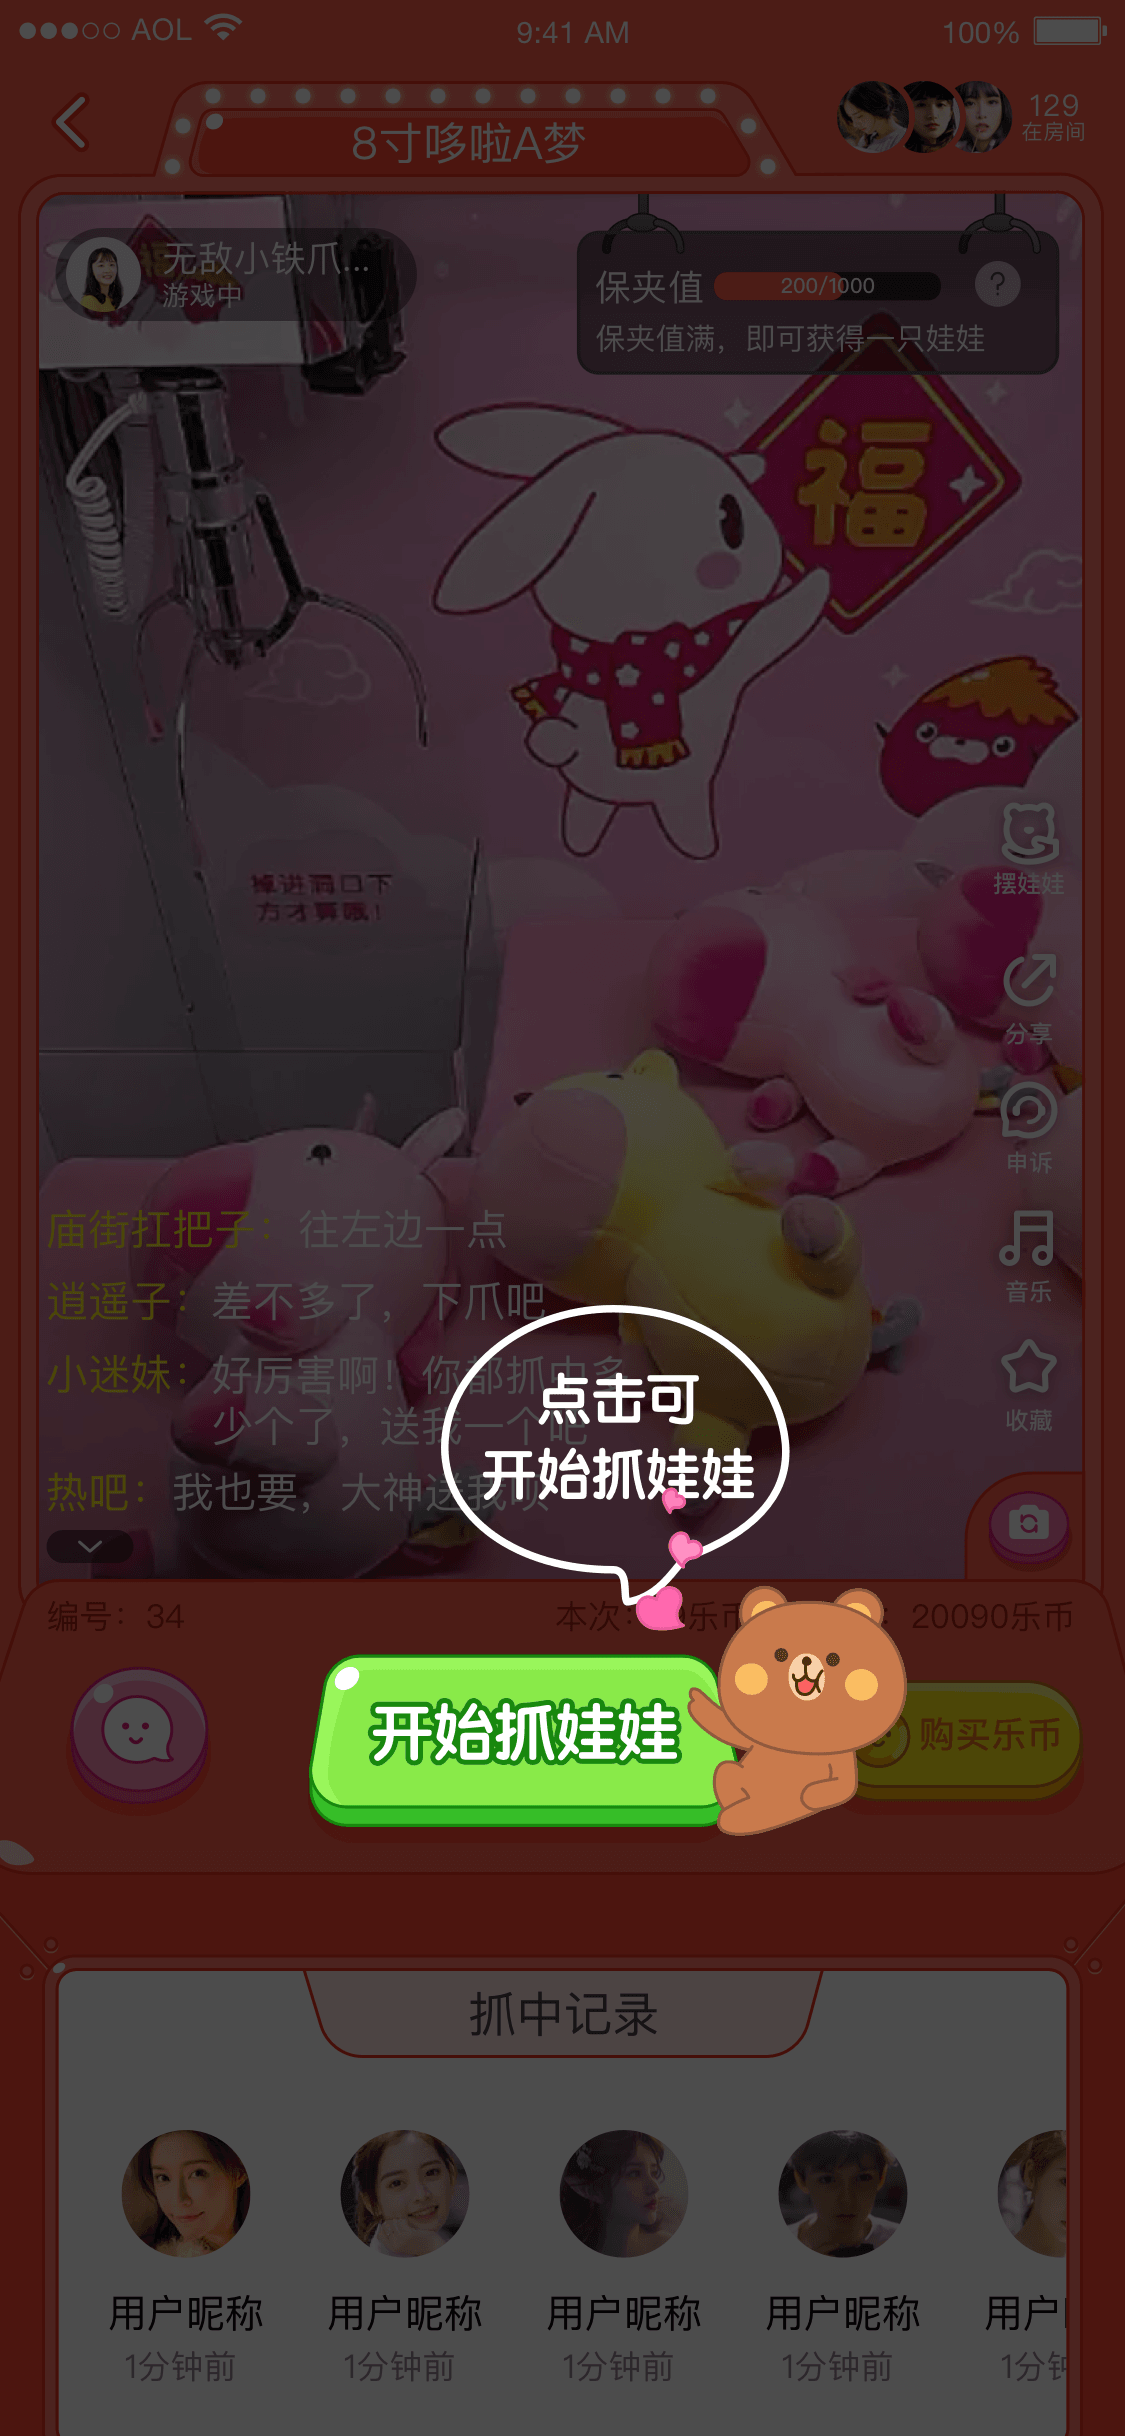 AOL
9:41 AM
100%
8寸哆啦A梦
129
在房间
无敌小铁爪...
游戏中
保夹值
200/1000
?
保夹值满，即可获得一只娃娃
福
掉进洞口下
方才算哦！
摆娃娃
分享
申诉
音乐
收藏
庙街扛把子：往左边一点
逍遥子：差不多了，下爪吧
小迷妹：好厉害啊！你都抓中多
少个了，送我一个吧
热吧：我也要，大神送我呗
点击可
开始抓娃娃
编号：34
本次：
乐币
：20090乐币
开始抓娃娃
购买乐币
抓中记录
用户昵称
1分钟前
用户昵称
1分钟前
用户昵称
1分钟前
用户昵称
1分钟前
用户
1分钟